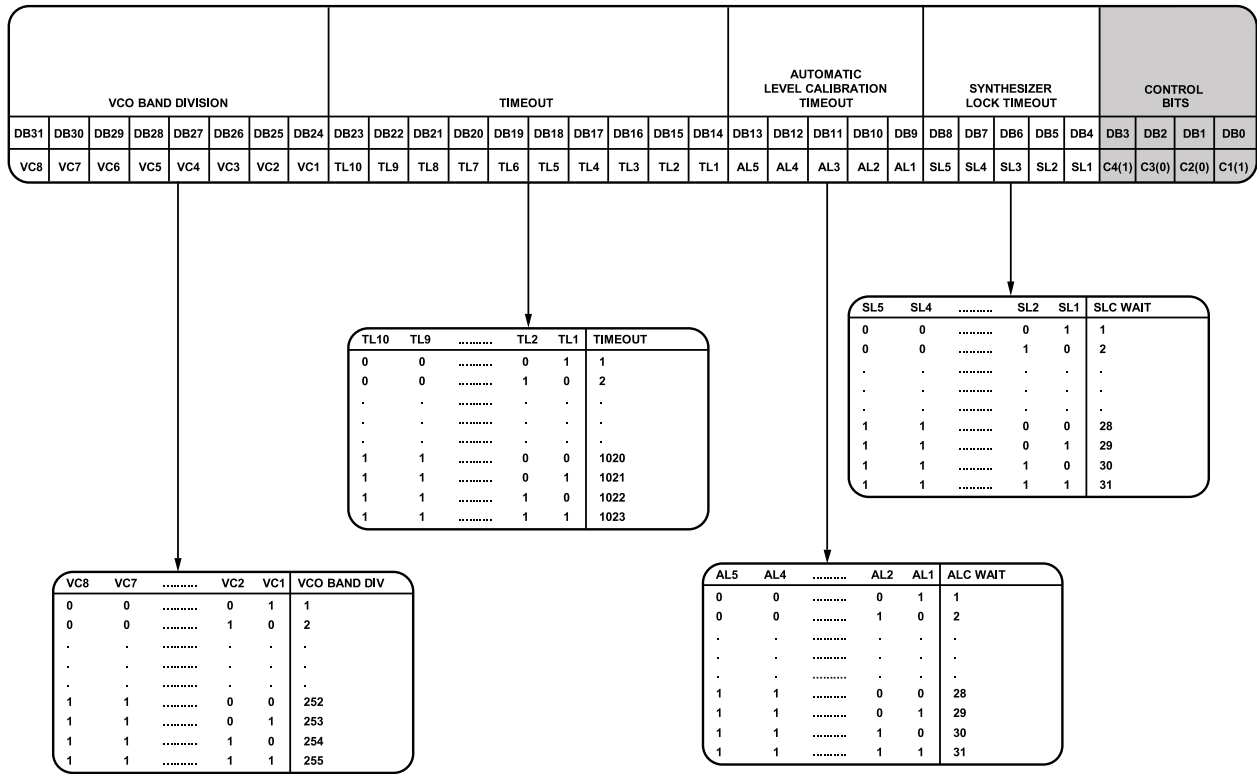 VCO BAND DIVISION TIMEOUT AUTOMATIC LEVEL CALIBRATION TIMEOUT SYNTHESIZER LOCK TIMEOUT CONTROL BITS
DB31 DB30 DB29 DB28 DB27 DB26 DB25 DB24 DB23 DB22 DB21 DB20 DB19 DB18 DB17 DB16 DB15 DB14 DB13 DB12 DB11 DB10 DB9 DB8 DB7 DB6 DB5 DB4 DB3 DB2 DB1 DB0
VC8 VC7 VC6 VC5 VC4 VC3 VC2 VC1 TL10 TL9 TL8 TL7 TL6 TL5 TL4 TL3 TL2 TL1 AL5 AL4 AL3 AL2 AL1 SL5 SL4 SL3 SL2 SL1 C4(1) C3(0) C2(0) C1(1)
SL5 SL4 .......... SL2 SL1 SLC WAIT
0 0 .......... 0 1 1
0 0 .......... 1 0 2
. . .......... . . .
. . .......... . . .
. . .......... . . .
1 1 .......... 0 0 28
1 1 .......... 0 1 29
1 1 .......... 1 0 30
1 1 .......... 1 1 31
TL10 TL9 .......... TL2 TL1 TIMEOUT
0 0 .......... 0 1 1
0 0 .......... 1 0 2
. . .......... . . .
. . .......... . . .
. . .......... . . .
1 1 .......... 0 0 1020
1 1 .......... 0 1 1021
1 1 .......... 1 0 1022
1 1 .......... 1 1 1023
VC8 VC7 .......... VC2 VC1 VCO BAND DIV
0 0 .......... 0 1 1
0 0 .......... 1 0 2
. . .......... . . .
. . .......... . . .
. . .......... . . .
1 1 .......... 0 0 252
1 1 .......... 0 1 253
1 1 .......... 1 0 254
1 1 .......... 1 1 255
AL5 AL4 .......... AL2 AL1 ALC WAIT
0 0 .......... 0 1 1
0 0 .......... 1 0 2
. . .......... . . .
. . .......... . . .
. . .......... . . .
1 1 .......... 0 0 28
1 1 .......... 0 1 29
1 1 .......... 1 0 30
1 1 .......... 1 1 31